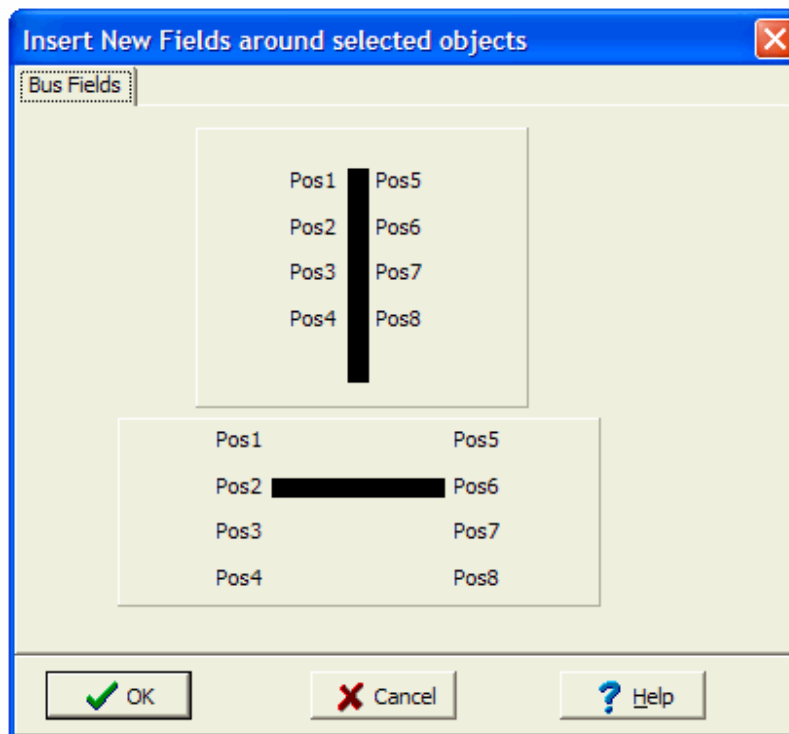 Insert New Fields around selected objects
Bus Fields
Pos1 Pos5
Pos2 Pos6
Pos3 Pos7
Pos4 Pos8
Pos1 Pos5
Pos2 Pos6
Pos3 Pos7
Pos4 Pos8
OK Cancel Help